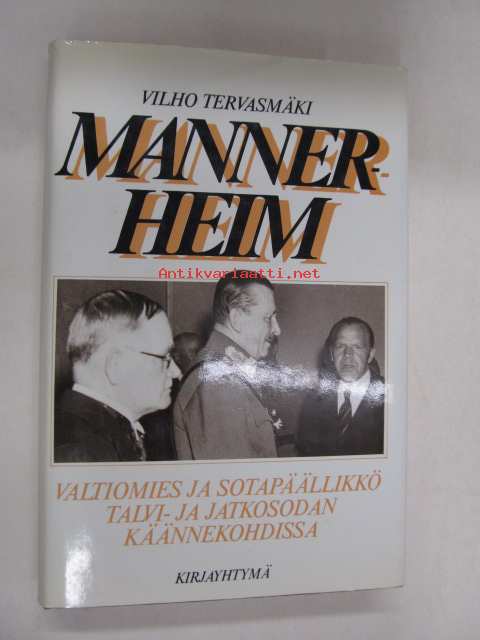 VILHO TERVASMÄKI
MANNER-
HEIM
Antikvariaatti.net
VALTIOMIES JA SOTAPÄÄLLIKKÖ
TALVI- JA JATKOSODAN
KÄÄNNEKOHDISSA
KIRJAYHTYMÄ